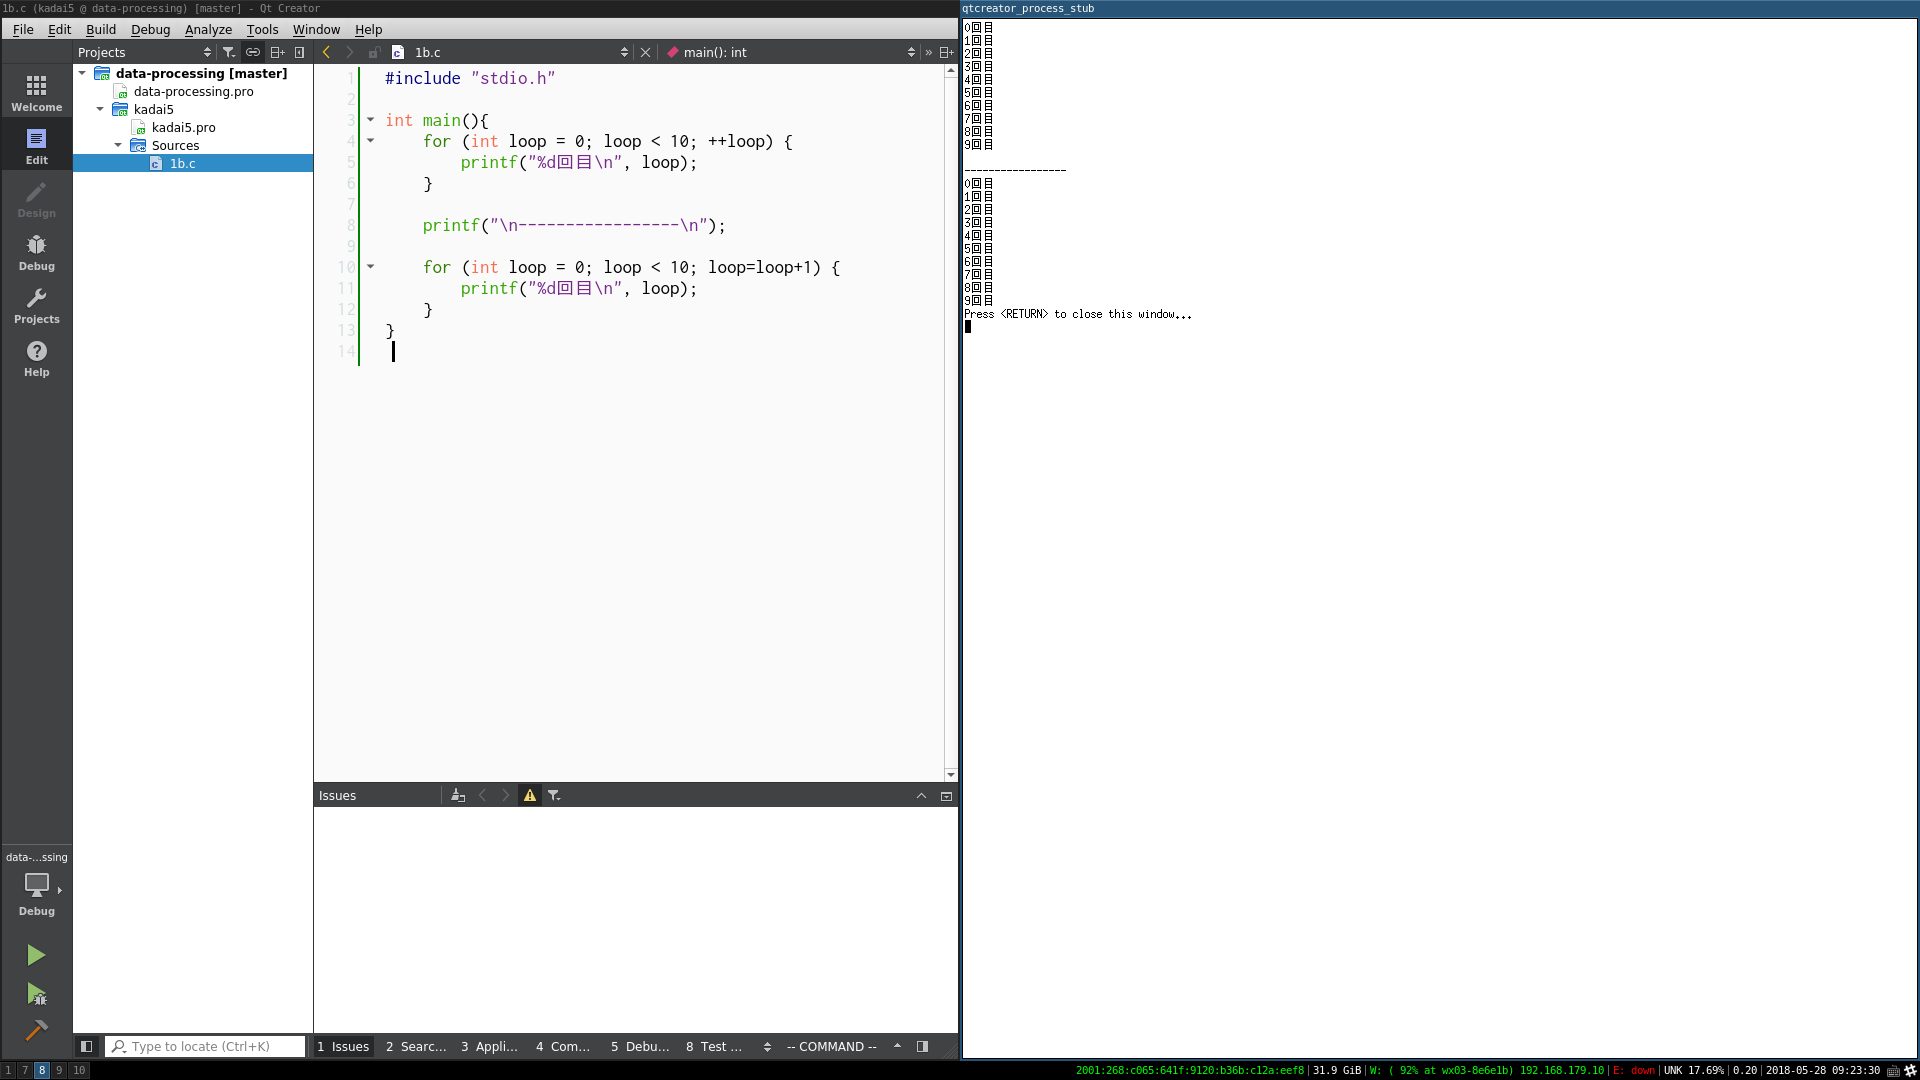 1b.c (kadai5 @ data-processing) [master] - Qt Creator
File Edit Build Debug Analyze Tools Window Help
Projects
1b.c
main(): int
»
Welcome
Edit
Design
Debug
Projects
Help
data-processing [master]
data-processing.pro
kadai5
kadai5.pro
Sources
1b.c
1 #include "stdio.h"
2
3 int main(){
4     for (int loop = 0; loop < 10; ++loop) {
5         printf("%d回目\n", loop);
6     }
7
8     printf("\n-----------------\n");
9
10     for (int loop = 0; loop < 10; loop=loop+1) {
11         printf("%d回目\n", loop);
12     }
13 }
14
Issues
data-...ssing
Debug
Type to locate (Ctrl+K)
1 Issues 2 Searc... 3 Appli... 4 Com... 5 Debu... 8 Test ... -- COMMAND --
qtcreator_process_stub
0回目
1回目
2回目
3回目
4回目
5回目
6回目
7回目
8回目
9回目
-----------------
0回目
1回目
2回目
3回目
4回目
5回目
6回目
7回目
8回目
9回目
Press <RETURN> to close this window...
1 7 8 9 10
2001:268:c065:641f:9120:b36b:c12a:eef8|31.9 GiB|W: ( 92% at wx03-8e6e1b) 192.168.179.10|E: down|UNK 17.69%|0.20|2018-05-28 09:23:30